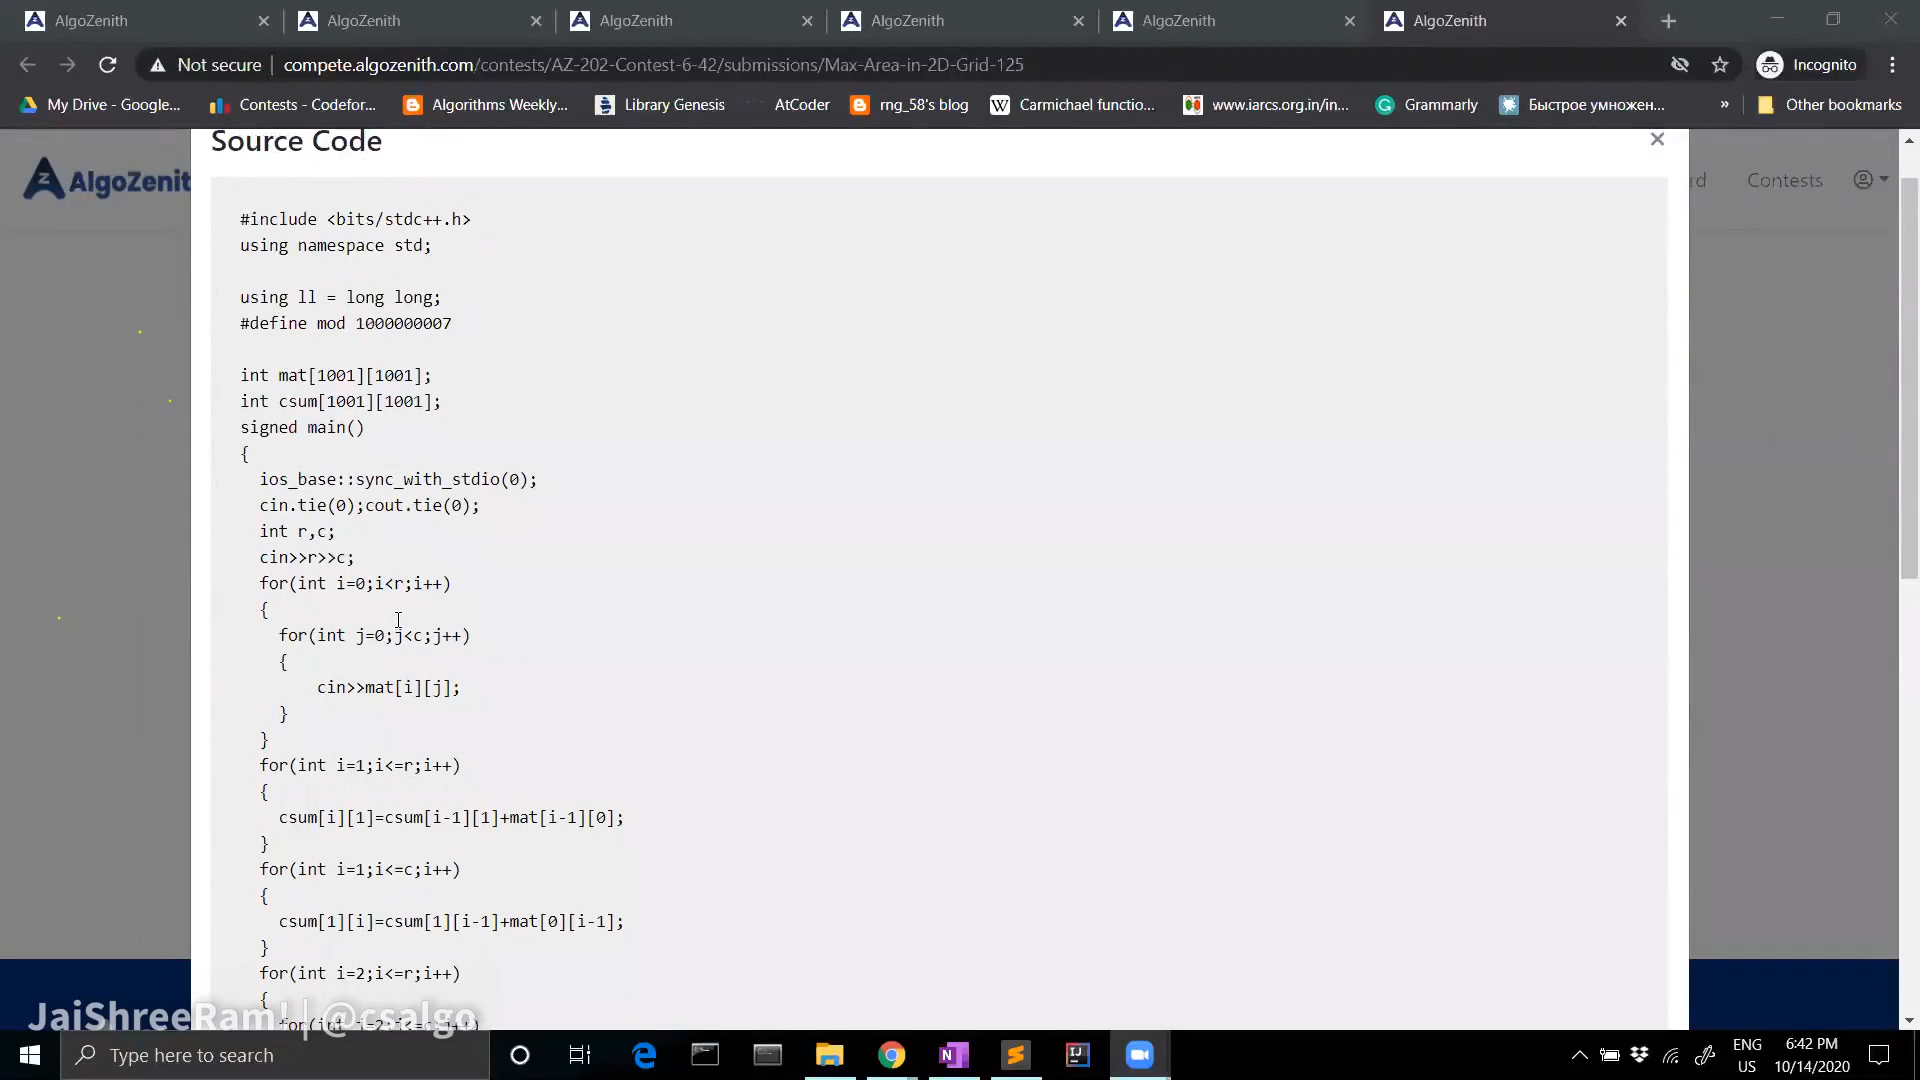 AlgoZenith
AlgoZenith
AlgoZenith
AlgoZenith
AlgoZenith
AlgoZenith
Not secure | compete.algozenith.com/contests/AZ-202-Contest-6-42/submissions/Max-Area-in-2D-Grid-125
Incognito
My Drive - Google...
Contests - Codefor...
Algorithms Weekly...
Library Genesis
AtCoder
rng_58's blog
Carmichael functio...
www.iarcs.org.in/in...
Grammarly
Быстрое умножен...
»
Other bookmarks
AlgoZenith
rd
Contests
Source Code
#include <bits/stdc++.h>
using namespace std;
using ll = long long;
#define mod 1000000007
int mat[1001][1001];
int csum[1001][1001];
signed main()
{
ios_base::sync_with_stdio(0);
cin.tie(0);cout.tie(0);
int r,c;
cin>>r>>c;
for(int i=0;i<r;i++)
{
for(int j=0;j<c;j++)
{
cin>>mat[i][j];
}
}
for(int i=1;i<=r;i++)
{
csum[i][1]=csum[i-1][1]+mat[i-1][0];
}
for(int i=1;i<=c;i++)
{
csum[1][i]=csum[1][i-1]+mat[0][i-1];
}
for(int i=2;i<=r;i++)
{
JaiShreeRam! | @csalgo
Type here to search
ENG
US
6:42 PM
10/14/2020